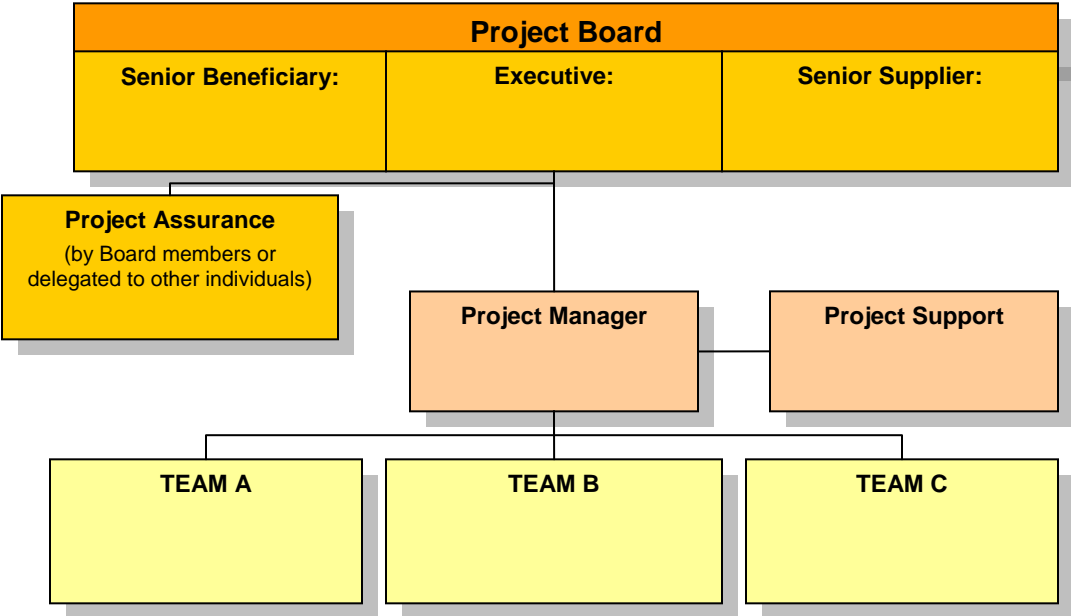 Project Board
Senior Beneficiary:
Executive:
Senior Supplier:
Project Assurance
(by Board members or
delegated to other individuals)
Project Manager
Project Support
TEAM A
TEAM B
TEAM C